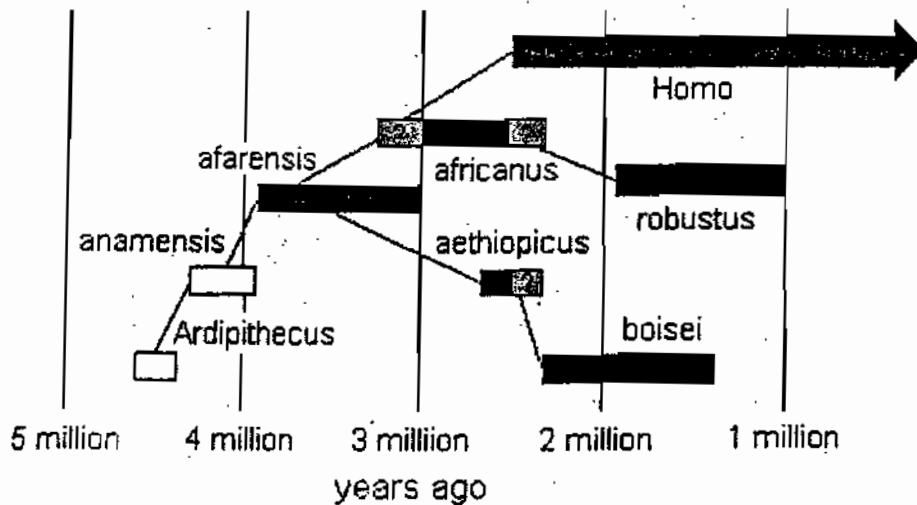 Homo
afarensis
africanus
robustus
anamensis
aethiopicus
Ardipithecus
boisei
5 million
4 million
3 milliion
2 million
1 million
years ago